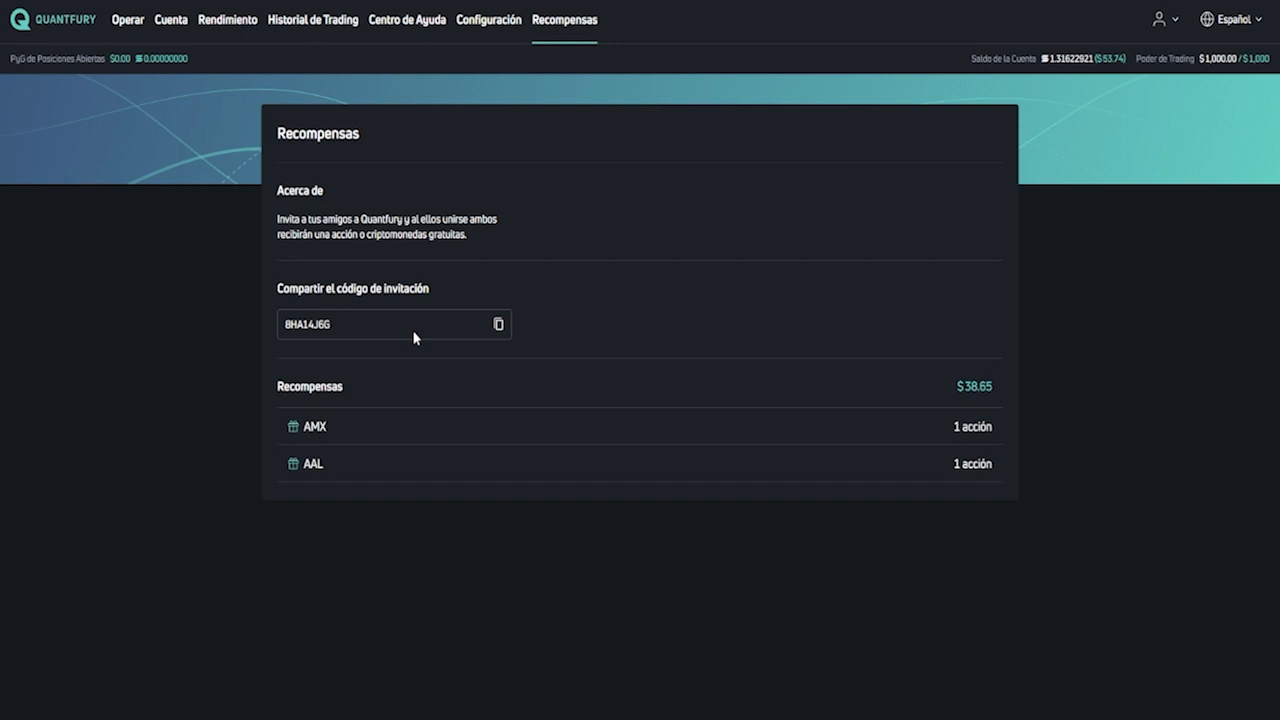 QUANTFURY Operar Cuenta Rendimiento Historial de Trading Centro de Ayuda Configuración Recompensas Español
PyG de Posiciones Abiertas $0.00 0.00000000 Saldo de la Cuenta 1.31622921 ($53.74) Poder de Trading $1,000.00 / $1,000
Recompensas
Acerca de
Invita a tus amigos a Quantfury y al ellos unirse ambos
recibirán una acción o criptomonedas gratuitas.
Compartir el código de invitación
8HA14J6G
Recompensas $38.65
AMX 1 acción
AAL 1 acción